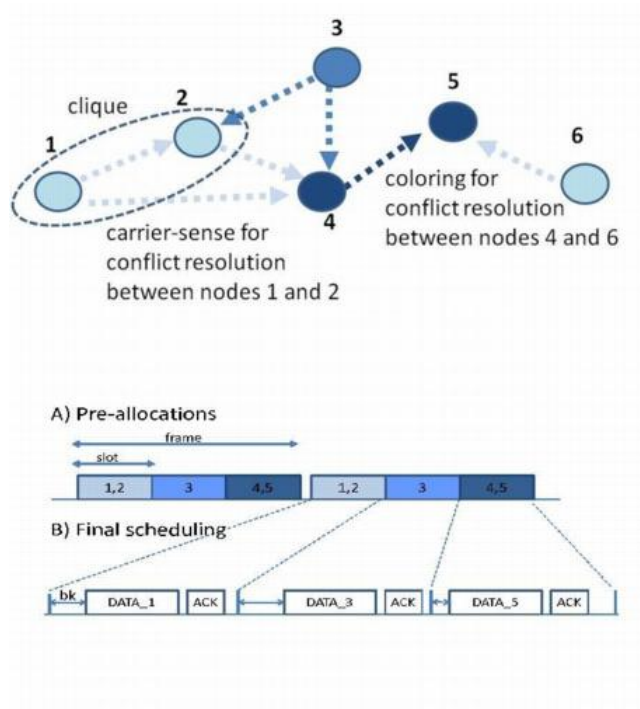 3
5
2
clique
6
1
coloring for
conflict resolution
between nodes 4 and 6
4
carrier-sense for
conflict resolution
between nodes 1 and 2
A) Pre-allocations
frame
slot
1,2 3 4,5 1,2 3 4,5
B) Final scheduling
bk DATA_1 ACK DATA_3 ACK DATA_5 ACK